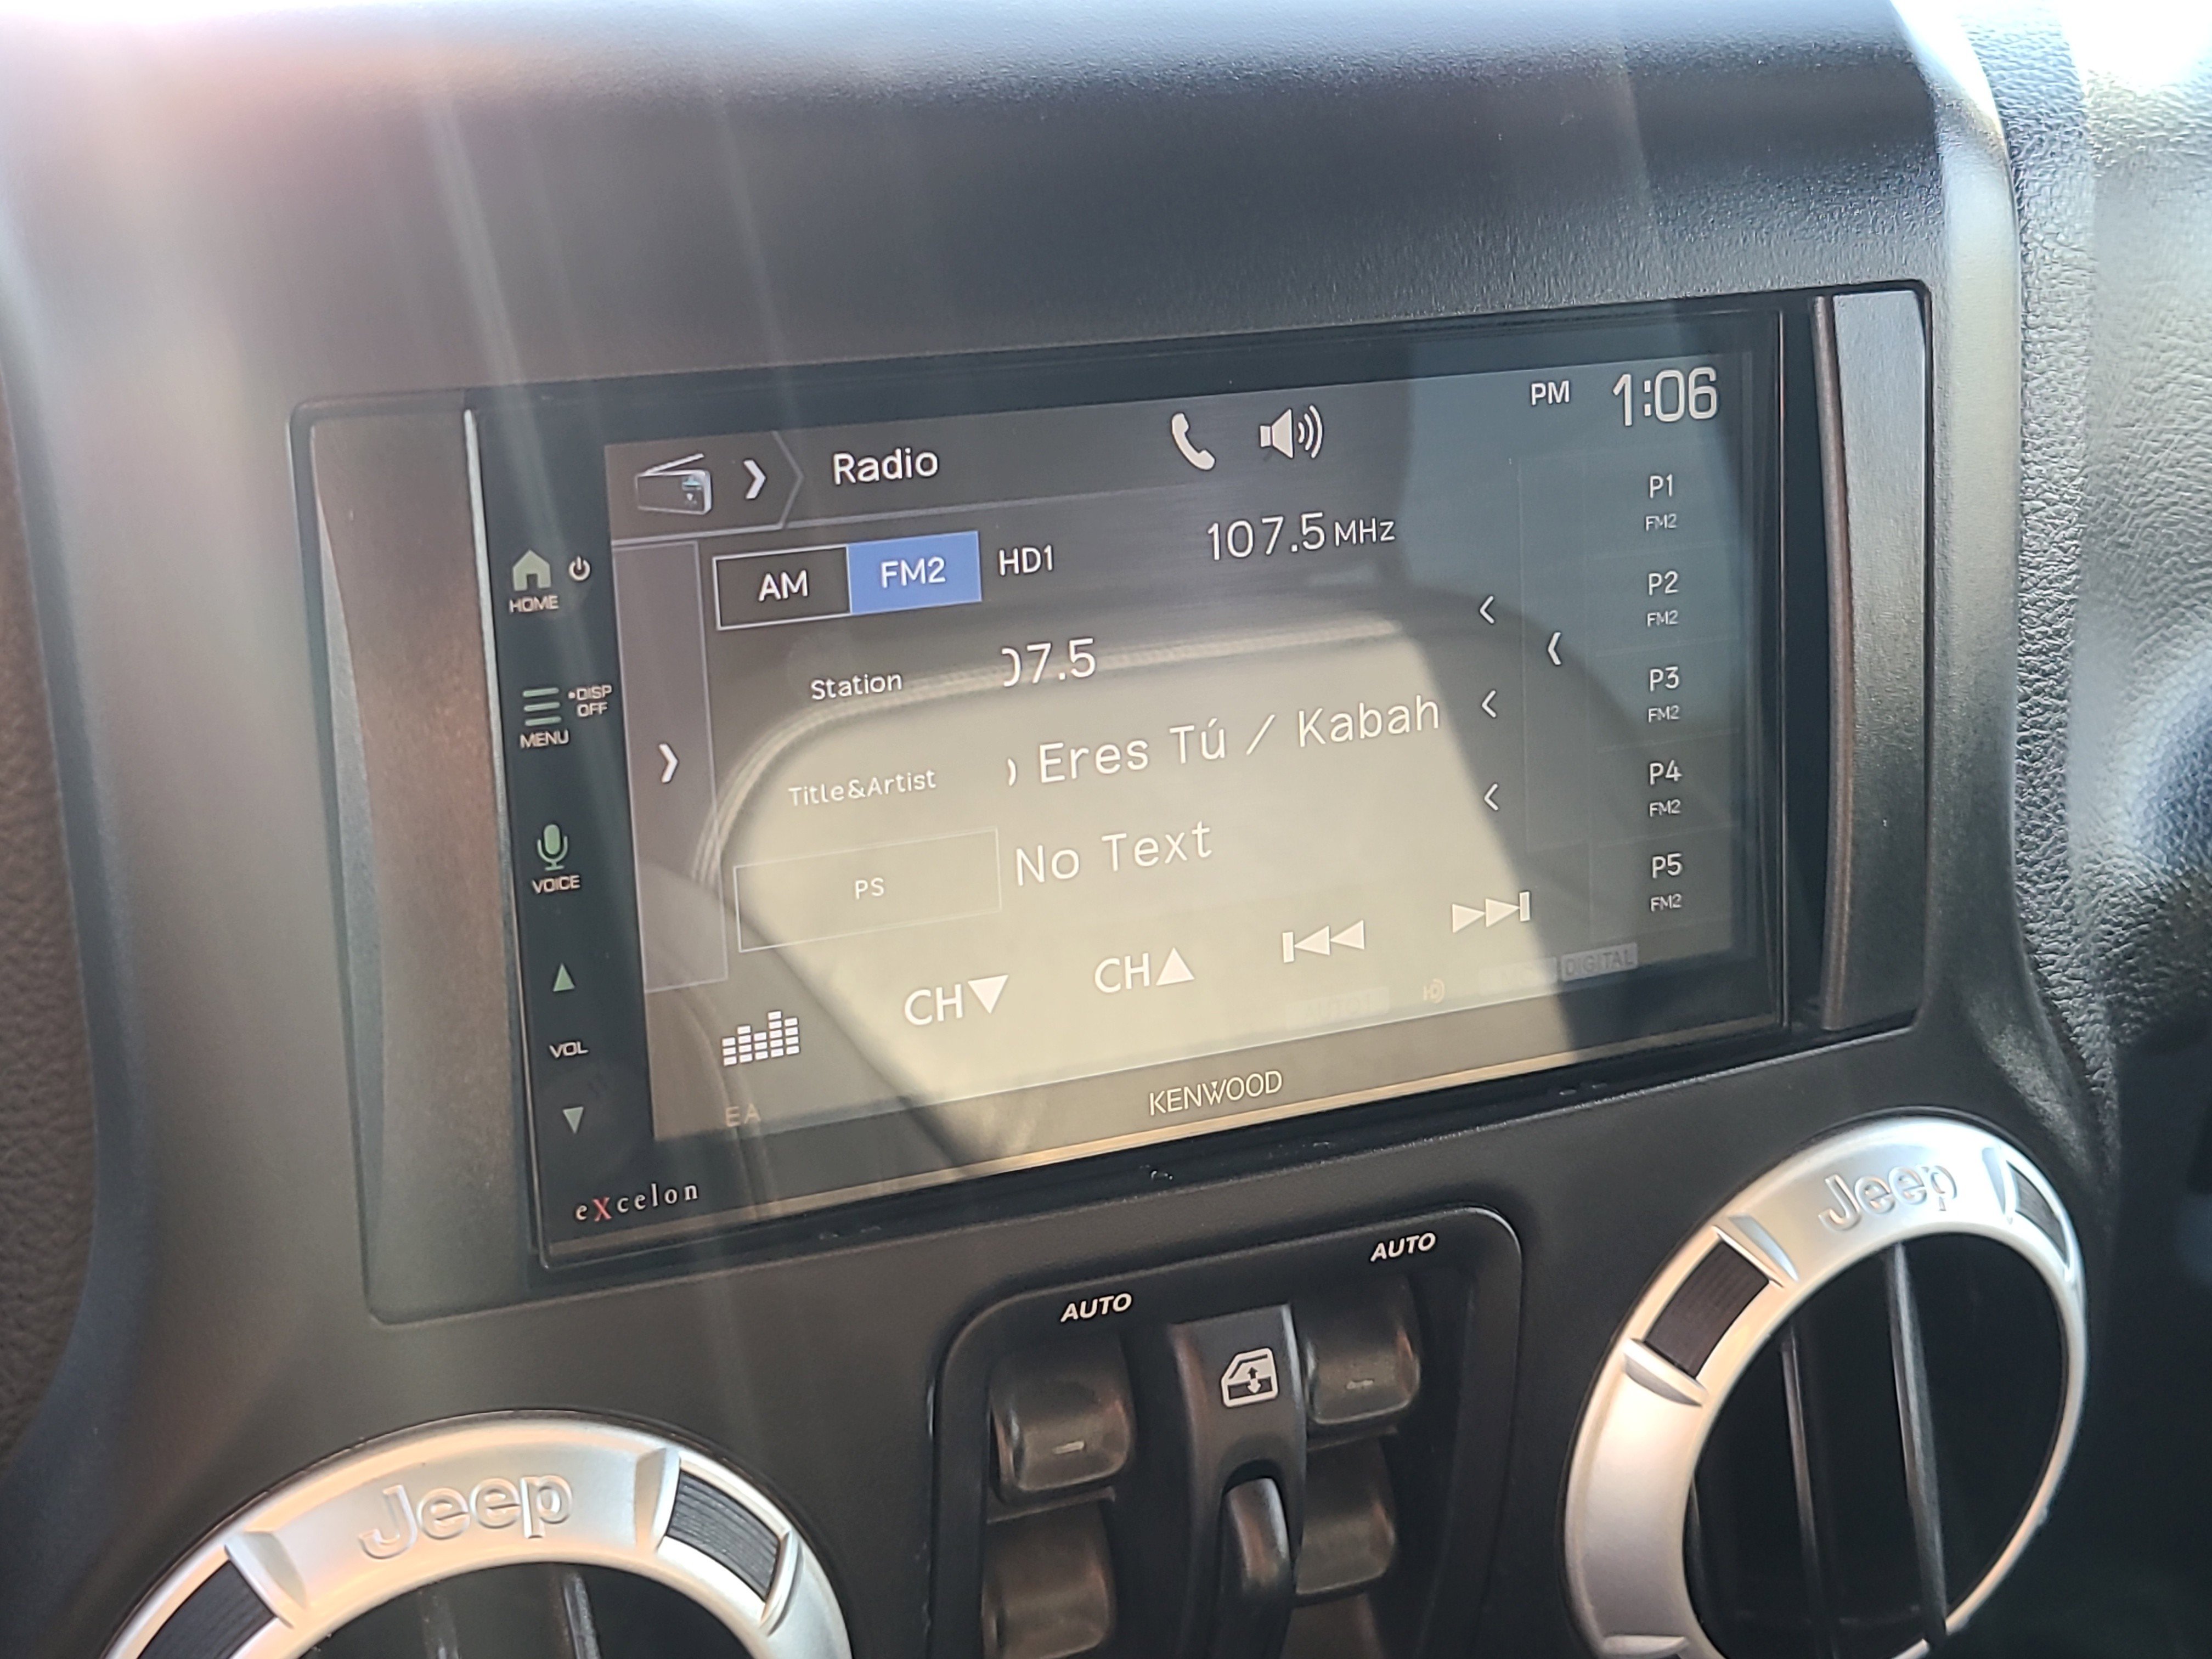 PM 1:06
Radio
AM FM2 HD1 107.5 MHz
Station 07.5
Title&Artist Eres Tú / Kabah
PS No Text
P1
FM2
P2
FM2
P3
FM2
P4
FM2
P5
FM2
HOME
•DISP
OFF
MENU
VOICE
VOL
CH▼ CH▲
DIGITAL
EA
KENWOOD
eXcelon
AUTO AUTO
Jeep
Jeep